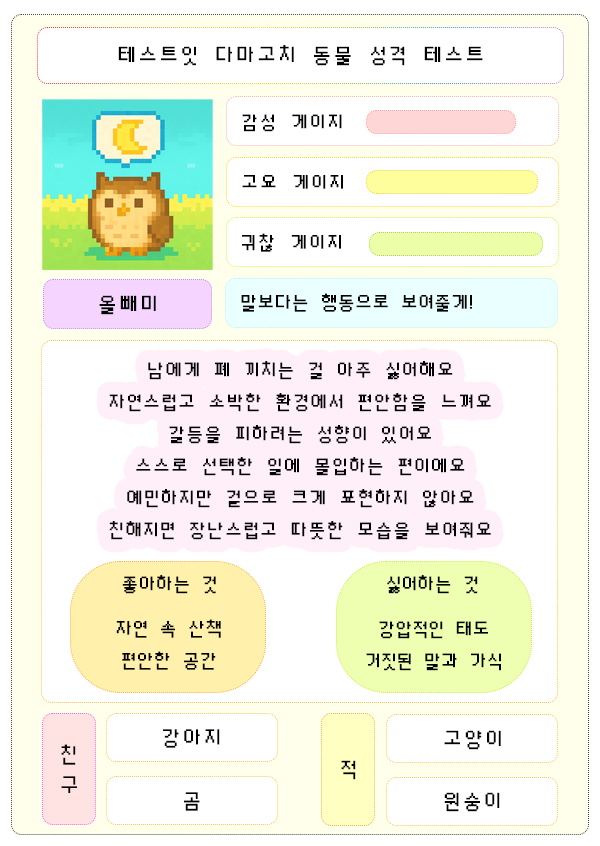 테스트잇 다마고치 동물 성격 테스트
감성 게이지
고요 게이지
귀찮 게이지
올빼미
말보다는 행동으로 보여줄게!
남에게 폐 끼치는 걸 아주 싫어해요
자연스럽고 소박한 환경에서 편안함을 느껴요
갈등을 피하려는 성향이 있어요
스스로 선택한 일에 몰입하는 편이에요
예민하지만 겉으로 크게 표현하지 않아요
친해지면 장난스럽고 따뜻한 모습을 보여줘요
좋아하는 것
자연 속 산책
편안한 공간
싫어하는 것
강압적인 태도
거짓된 말과 가식
친구
강아지
곰
적
고양이
원숭이